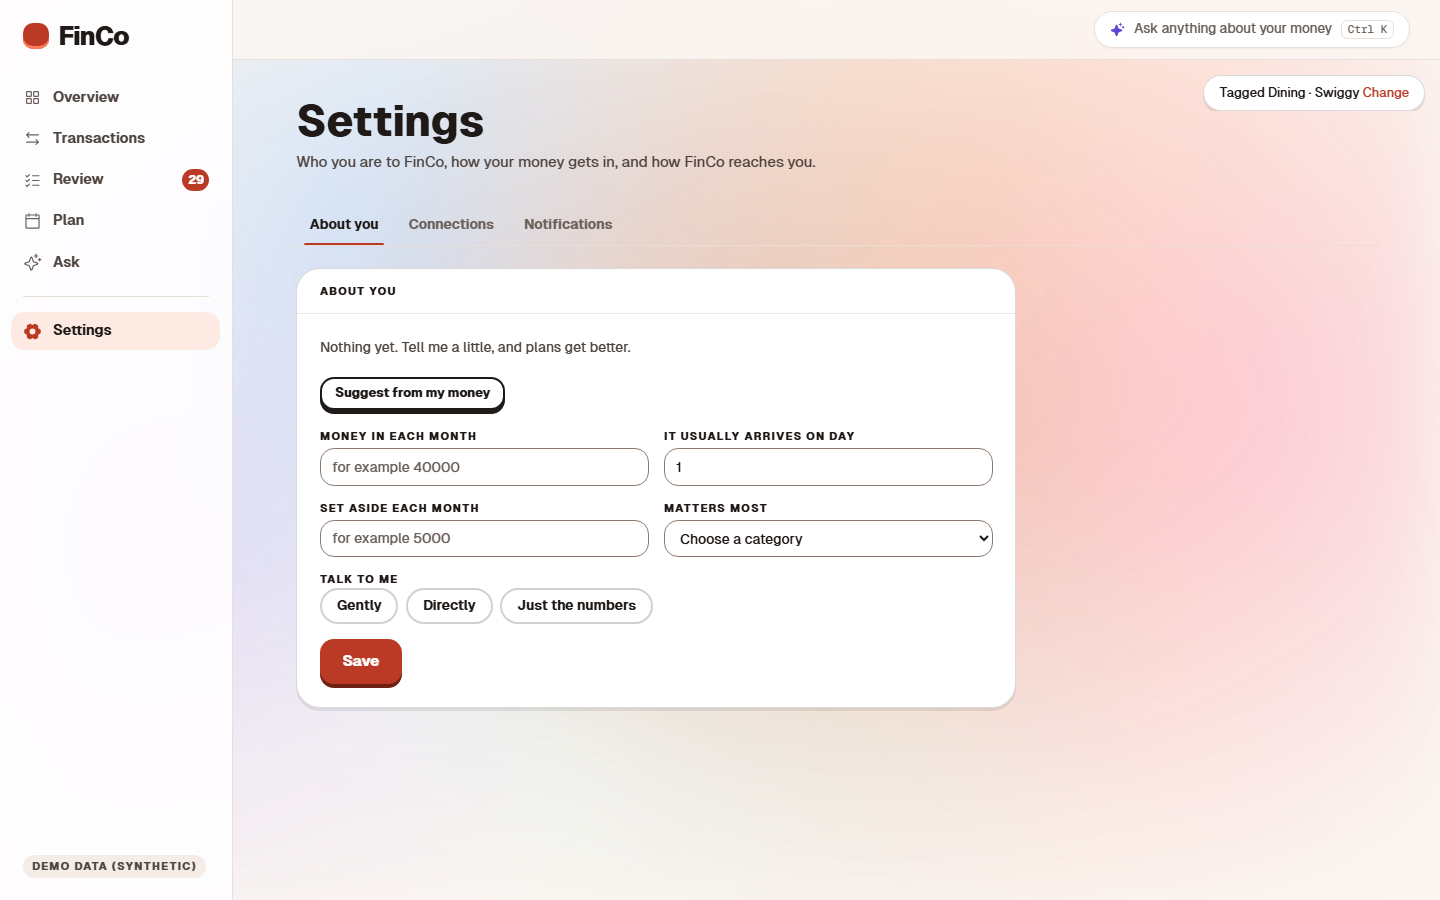 FinCo
Overview
Transactions
Review 29
Plan
Ask
Settings
DEMO DATA (SYNTHETIC)
Ask anything about your money Ctrl K
Tagged Dining · Swiggy Change
Settings
Who you are to FinCo, how your money gets in, and how FinCo reaches you.
About you Connections Notifications
ABOUT YOU
Nothing yet. Tell me a little, and plans get better.
Suggest from my money
MONEY IN EACH MONTH IT USUALLY ARRIVES ON DAY
for example 40000 1
SET ASIDE EACH MONTH MATTERS MOST
for example 5000 Choose a category
TALK TO ME
Gently Directly Just the numbers
Save